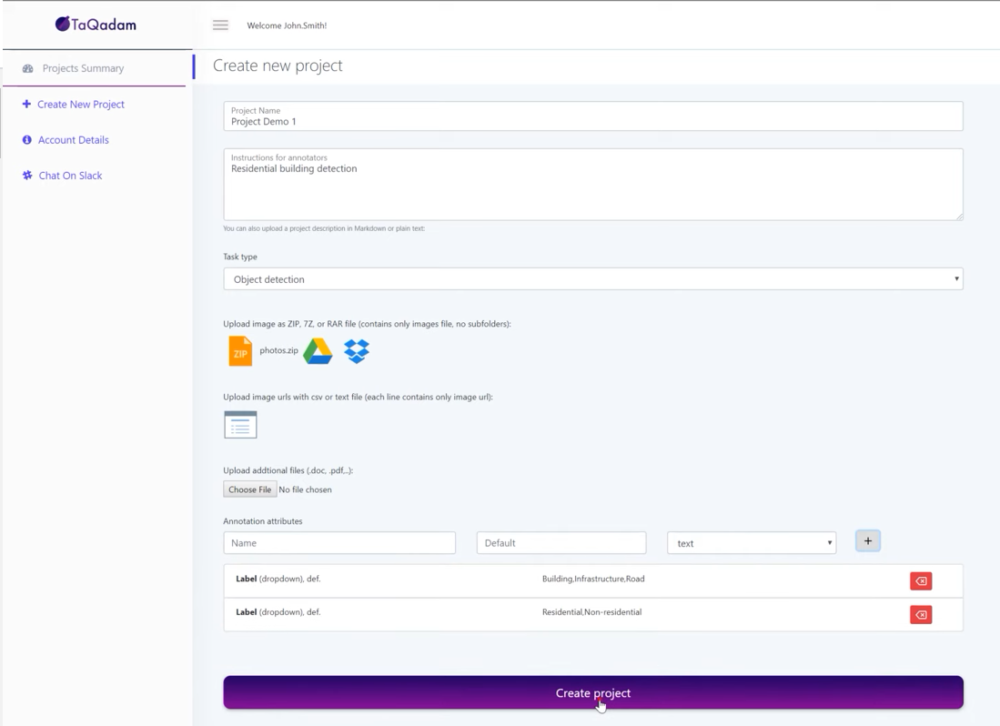 TaQadam
Welcome John.Smith!
Projects Summary
Create New Project
Account Details
Chat On Slack
Create new project
Project Name
Project Demo 1
Instructions for annotators
Residential building detection
You can also upload a project description in Markdown or plain text:
Task type
Object detection
Upload image as ZIP, 7Z, or RAR file (contains only images file, no subfolders):
ZIP photos.zip
Upload image urls with csv or text file (each line contains only image url):
Upload addtional files (.doc, .pdf,..):
Choose File No file chosen
Annotation attributes
Name Default text +
Label (dropdown), def. Building,Infrastructure,Road
Label (dropdown), def. Residential,Non-residential
Create project